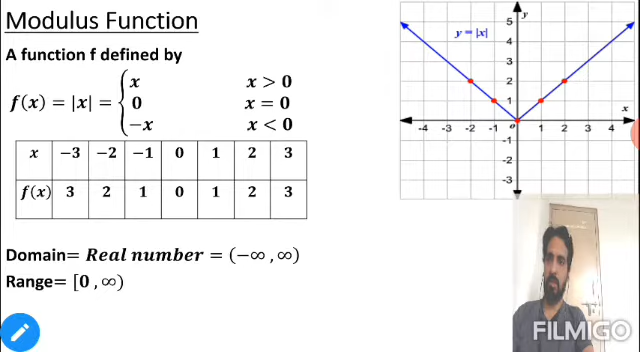 Modulus Function
A function f defined by
f(x) = |x| = { x   x > 0
0   x = 0
−x   x < 0
x −3 −2 −1 0 1 2 3
f(x) 3 2 1 0 1 2 3
Domain= Real number = (−∞ , ∞)
Range= [0 , ∞)
y
y = |x|
x
5
4
3
2
1
-4 -3 -2 -1 o 1 2 3 4
-1
-2
-3
FILMIGO